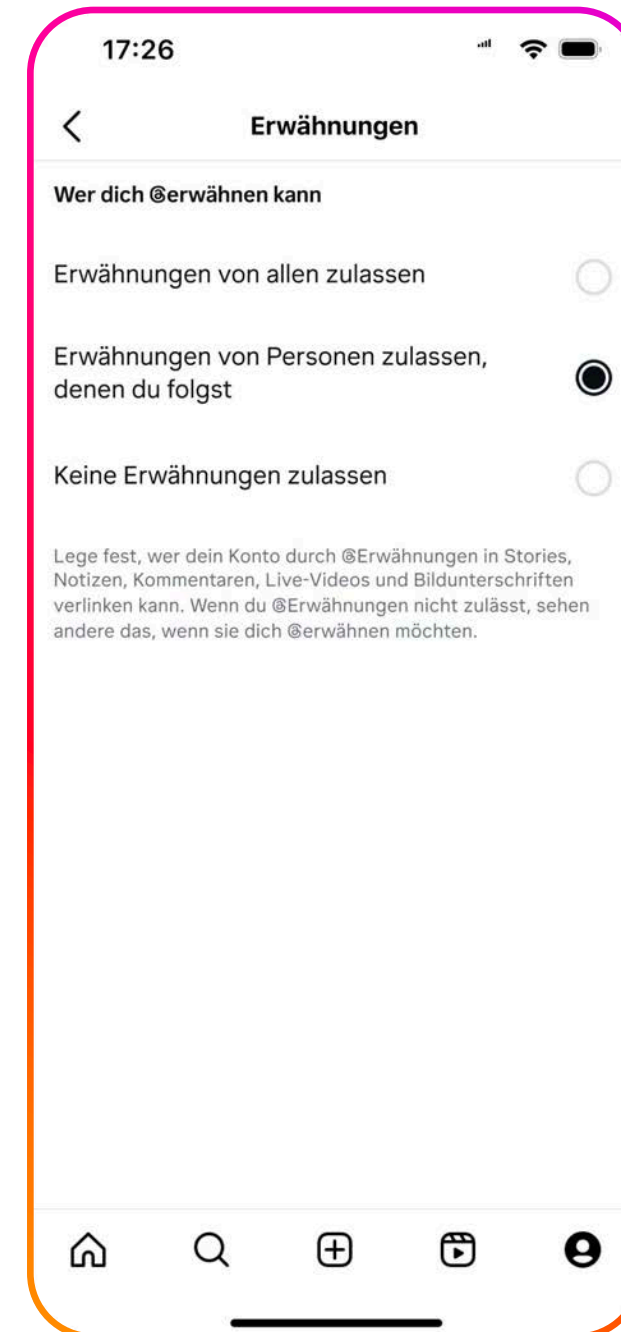 17:26
Erwähnungen
Wer dich @erwähnen kann
Erwähnungen von allen zulassen
Erwähnungen von Personen zulassen,
denen du folgst
Keine Erwähnungen zulassen
Lege fest, wer dein Konto durch @Erwähnungen in Stories,
Notizen, Kommentaren, Live-Videos und Bildunterschriften
verlinken kann. Wenn du @Erwähnungen nicht zulässt, sehen
andere das, wenn sie dich @erwähnen möchten.